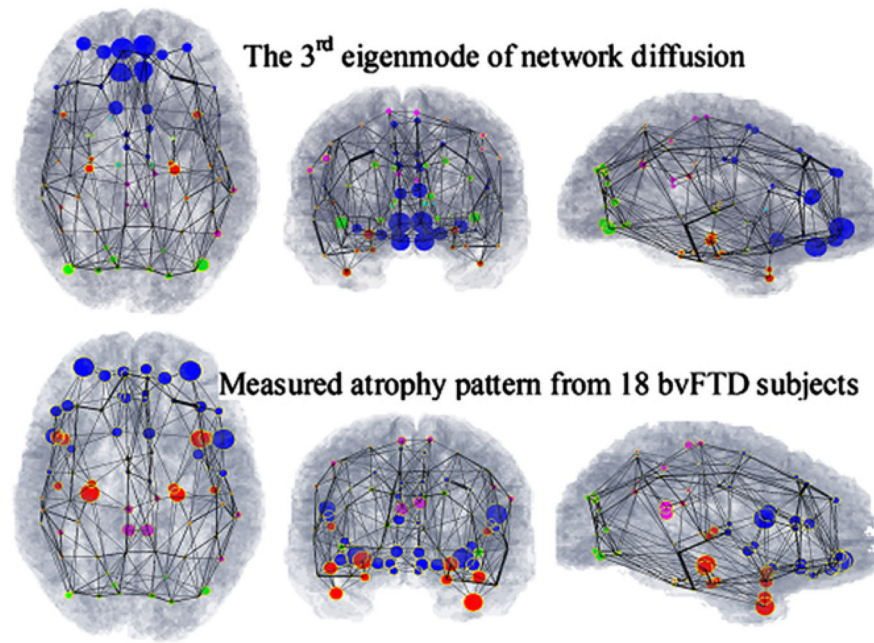 The 3rd eigenmode of network diffusion
Measured atrophy pattern from 18 bvFTD subjects